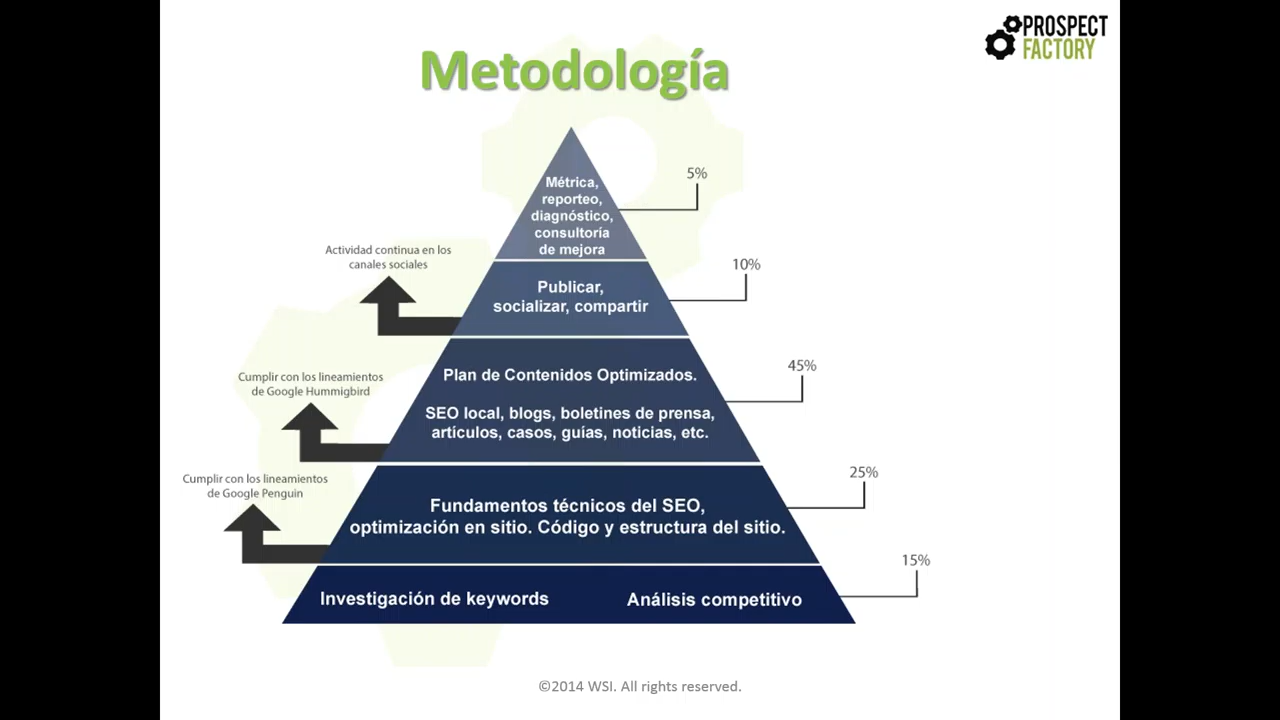 PROSPECT
FACTORY
Metodología
Métrica,
reporteo,
diagnóstico,
consultoría
de mejora
5%
Actividad continua en los
canales sociales
Publicar,
socializar, compartir
10%
Cumplir con los lineamientos
de Google Hummigbird
Plan de Contenidos Optimizados.
SEO local, blogs, boletines de prensa,
artículos, casos, guías, noticias, etc.
45%
Cumplir con los lineamientos
de Google Penguin
Fundamentos técnicos del SEO,
optimización en sitio. Código y estructura del sitio.
25%
Investigación de keywords
Análisis competitivo
15%
©2014 WSI. All rights reserved.